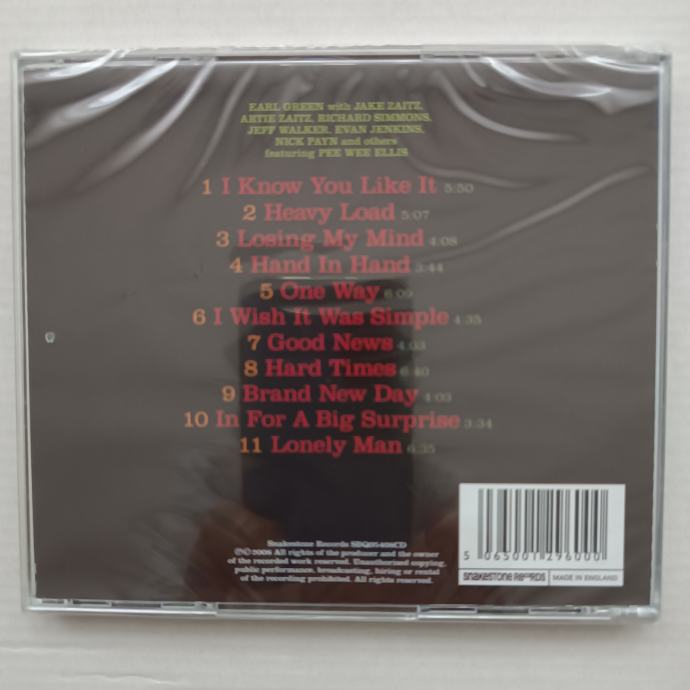 EARL GREEN with JAKE ZAITZ,
ARTIE ZAITZ, RICHARD SIMMONS,
JEFF WALKER, EVAN JENKINS,
NICK PAYN and others
featuring PEE WEE ELLIS
1 I Know You Like It 5:50
2 Heavy Load 5:07
3 Losing My Mind 4:08
4 Hand In Hand 3:44
5 One Way 6:09
6 I Wish It Was Simple 4:35
7 Good News 4:03
8 Hard Times 6:40
9 Brand New Day 4:03
10 In For A Big Surprise 3:34
11 Lonely Man 6:35
Snakestone Records
℗© 2008 All rights of the producer and the owner
of the recorded work reserved. Unauthorised copying,
public performance, broadcasting, hiring or rental
of the recording prohibited. All rights reserved.
5 065001 296000
SNAKESTONE RECORDS MADE IN ENGLAND